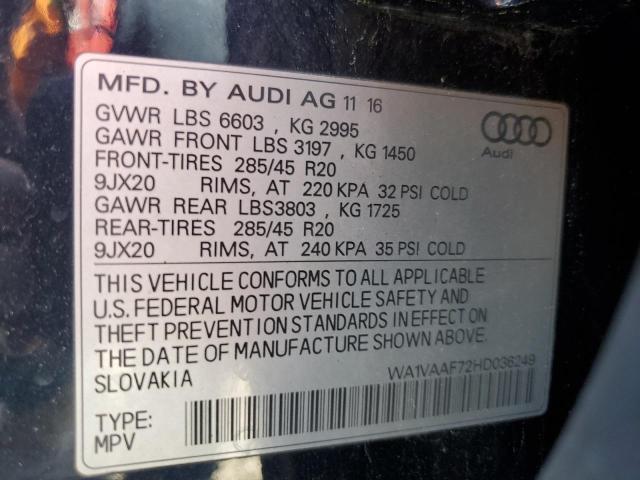 MFD. BY AUDI AG 11 16
GVWR LBS 6603 , KG 2995
GAWR FRONT LBS 3197 , KG 1450
FRONT-TIRES 285/45 R20
9JX20 RIMS, AT 220 KPA 32 PSI COLD
GAWR REAR LBS3803 , KG 1725
REAR-TIRES 285/45 R20
9JX20 RIMS, AT 240 KPA 35 PSI COLD
Audi
THIS VEHICLE CONFORMS TO ALL APPLICABLE
U.S. FEDERAL MOTOR VEHICLE SAFETY AND
THEFT PREVENTION STANDARDS IN EFFECT ON
THE DATE OF MANUFACTURE SHOWN ABOVE.
SLOVAKIA
WA1VAAF72HD036249
TYPE:
MPV